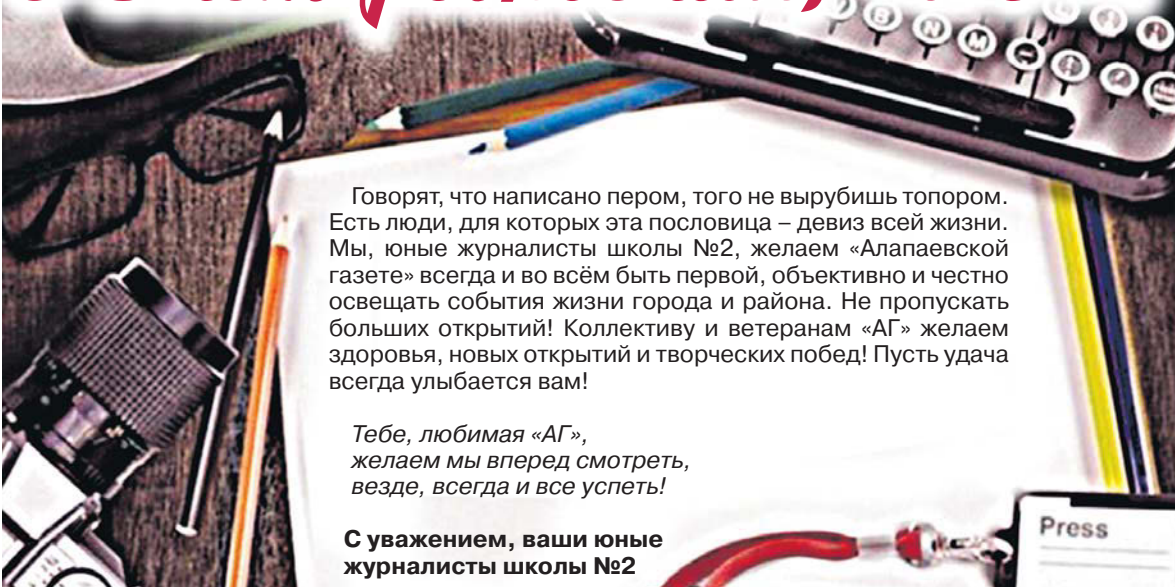 Говорят, что написано пером, того не вырубишь топором.
Есть люди, для которых эта пословица – девиз всей жизни.
Мы, юные журналисты школы №2, желаем «Алапаевской
газете» всегда и во всём быть первой, объективно и честно
освещать события жизни города и района. Не пропускать
больших открытий! Коллективу и ветеранам «АГ» желаем
здоровья, новых открытий и творческих побед! Пусть удача
всегда улыбается вам!
Тебе, любимая «АГ»,
желаем мы вперед смотреть,
везде, всегда и все успеть!
С уважением, ваши юные
журналисты школы №2
Press